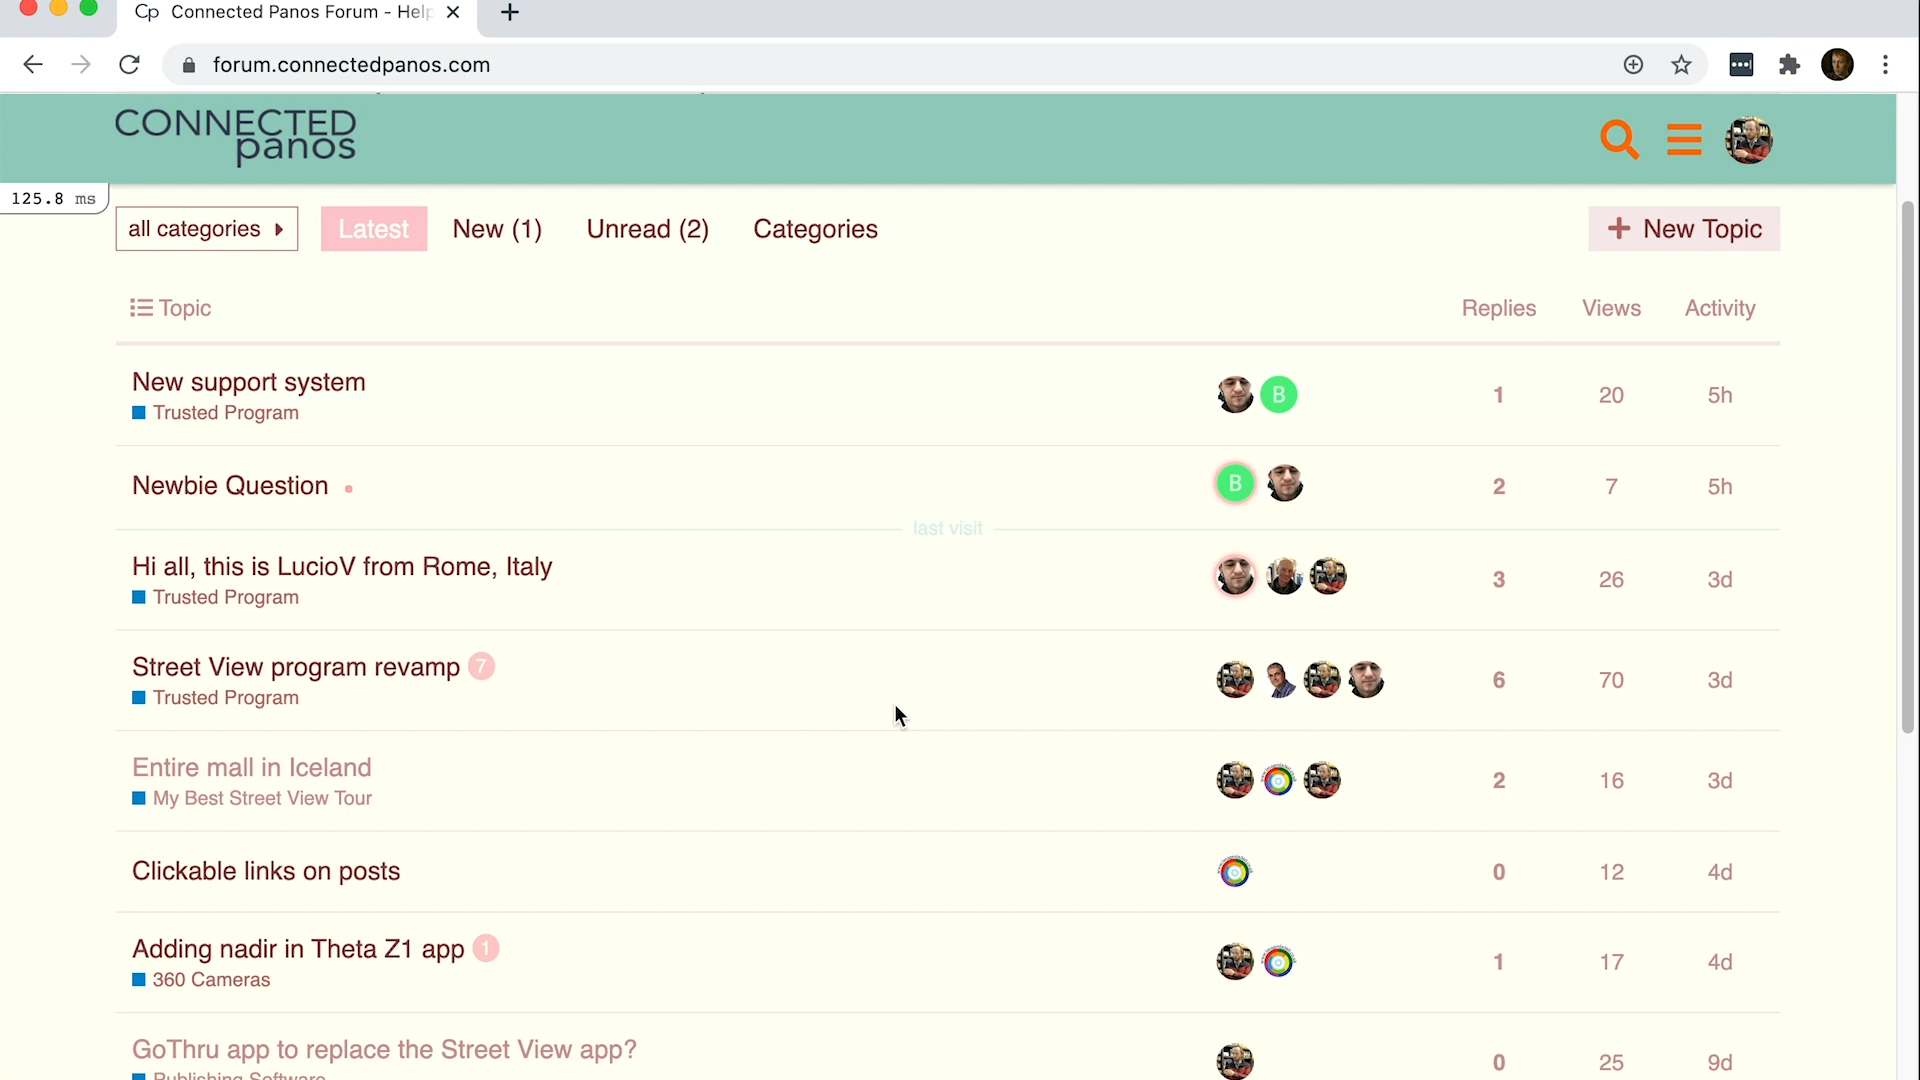 Cp Connected Panos Forum - Help
forum.connectedpanos.com
CONNECTED
panos
125.8 ms
all categories Latest New (1) Unread (2) Categories New Topic
Topic Replies Views Activity
New support system B 1 20 5h
Trusted Program
Newbie Question B 2 7 5h
last visit
Hi all, this is LucioV from Rome, Italy 3 26 3d
Trusted Program
Street View program revamp 7 6 70 3d
Trusted Program
Entire mall in Iceland 2 16 3d
My Best Street View Tour
Clickable links on posts 0 12 4d
Adding nadir in Theta Z1 app 1 1 17 4d
360 Cameras
GoThru app to replace the Street View app? 0 25 9d
Publishing Software